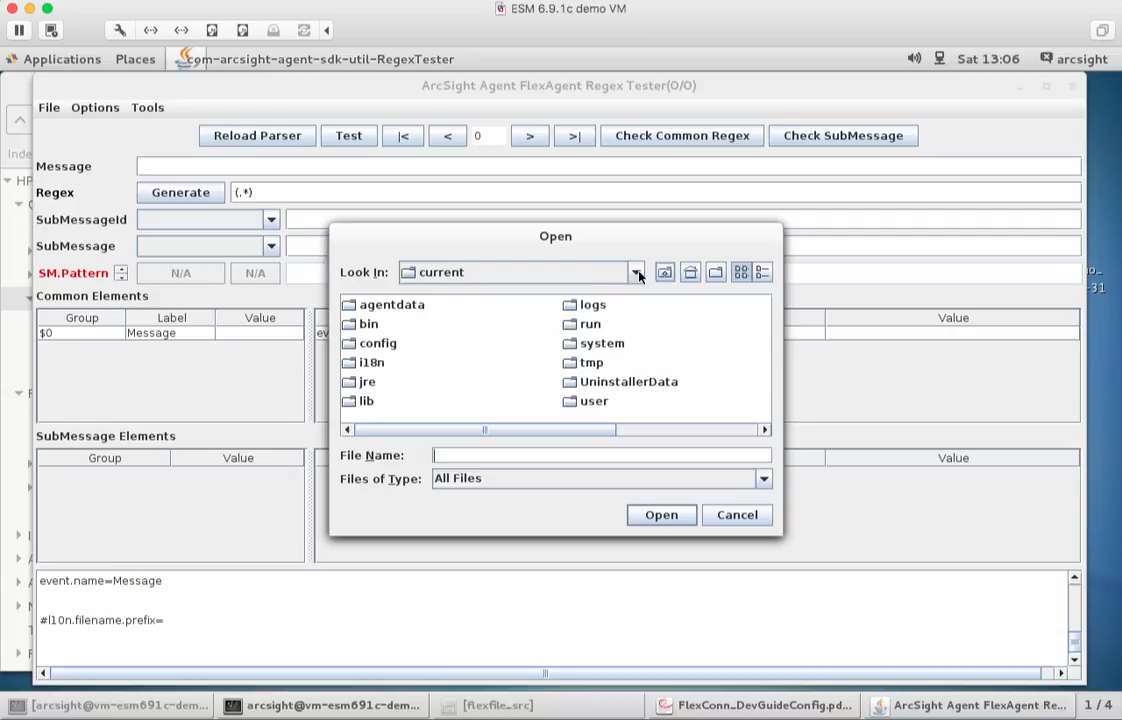 ESM 6.9.1c demo VM
Applications Places com-arcsight-agent-sdk-util-RegexTester Sat 13:06 arcsight
ArcSight Agent FlexAgent Regex Tester(0/0)
File Options Tools
Reload Parser Test |< < 0 > >| Check Common Regex Check SubMessage
Message
Regex Generate (.*)
SubMessageId
SubMessage
SM.Pattern N/A N/A
Common Elements
Group Label Value Value
$0 Message
SubMessage Elements
Group Value Value
event.name=Message
#l10n.filename.prefix=
Open
Look In: current
agentdata logs
bin run
config system
i18n tmp
jre UninstallerData
lib user
File Name:
Files of Type: All Files
Open Cancel
[arcsight@vm-esm691c-dem... arcsight@vm-esm691c-dem... [flexfile_src] FlexConn_DevGuideConfig.pd... ArcSight Agent FlexAgent Re... 1 / 4